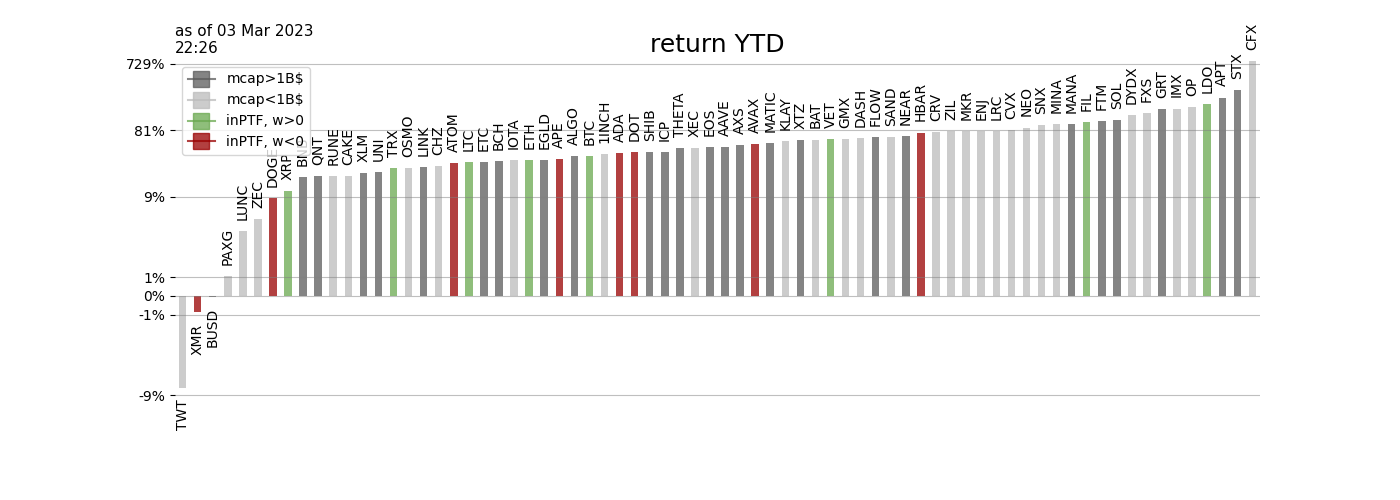 as of 03 Mar 2023
22:26
return YTD
729%
81%
9%
1%
0%
-1%
-9%
mcap>1B$
mcap<1B$
inPTF, w>0
inPTF, w<0
TWT
XMR
BUSD
PAXG
LUNC
ZEC
DOGE
XRP
BNB
QNT
RUNE
CAKE
XLM
UNI
TRX
OSMO
LINK
CHZ
ATOM
LTC
ETC
BCH
IOTA
ETH
EGLD
APE
ALGO
BTC
1INCH
ADA
DOT
SHIB
ICP
THETA
XEC
EOS
AAVE
AXS
AVAX
MATIC
KLAY
XTZ
BAT
VET
GMX
DASH
FLOW
SAND
NEAR
HBAR
CRV
ZIL
MKR
ENJ
LRC
CVX
NEO
SNX
MINA
MANA
FIL
FTM
SOL
DYDX
FXS
GRT
IMX
OP
LDO
APT
STX
CFX